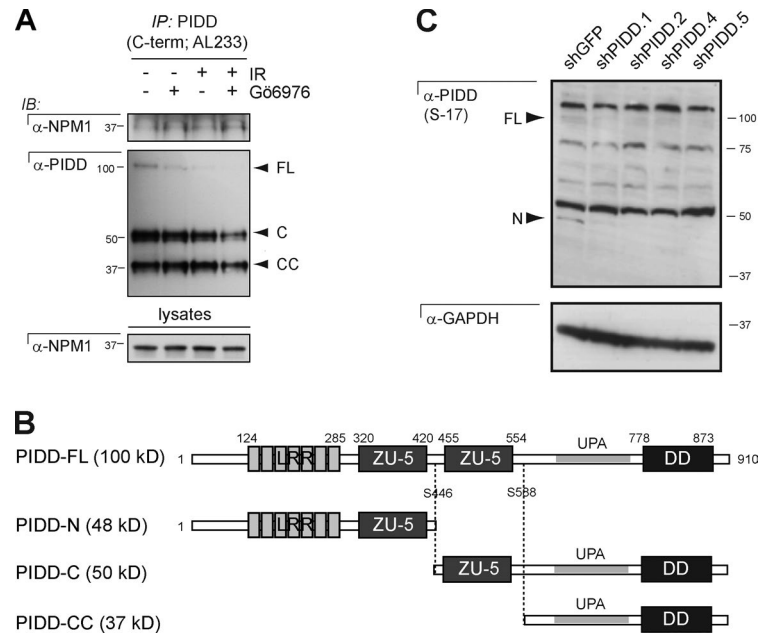 A
IP: PIDD
(C-term; AL233)
- - + + IR
- + - + Gö6976
IB:
α-NPM1 37
α-PIDD 100 FL
50 C
37 CC
lysates
α-NPM1 37
C
shGFP shPIDD.1 shPIDD.2 shPIDD.4 shPIDD.5
α-PIDD
(S-17)
FL 100
75
N 50
37
α-GAPDH 37
B
124 285 320 420 455 554 UPA 778 873
PIDD-FL (100 kD) 1 LRR ZU-5 ZU-5 DD 910
S446 S588
PIDD-N (48 kD) 1 LRR ZU-5
UPA
PIDD-C (50 kD) ZU-5 DD
UPA
PIDD-CC (37 kD) DD